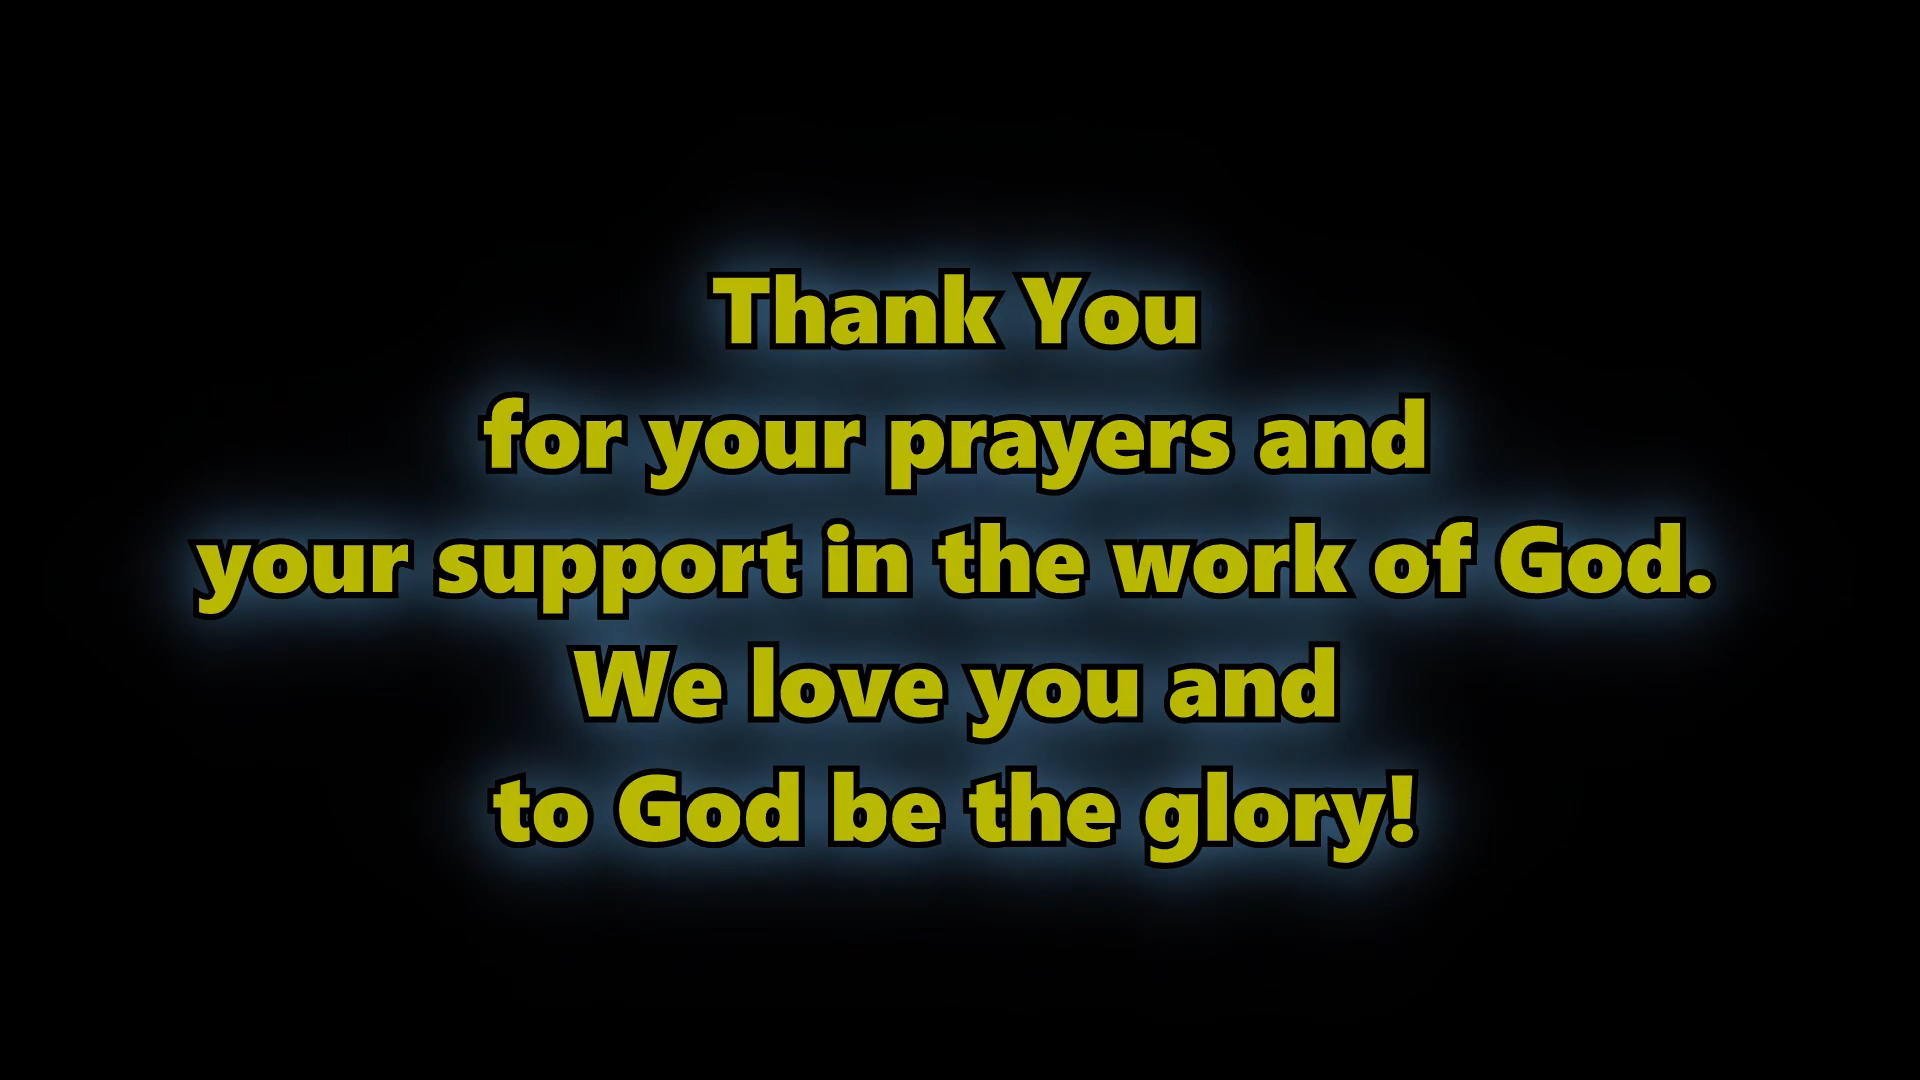 Thank You
for your prayers and
your support in the work of God.
We love you and
to God be the glory!